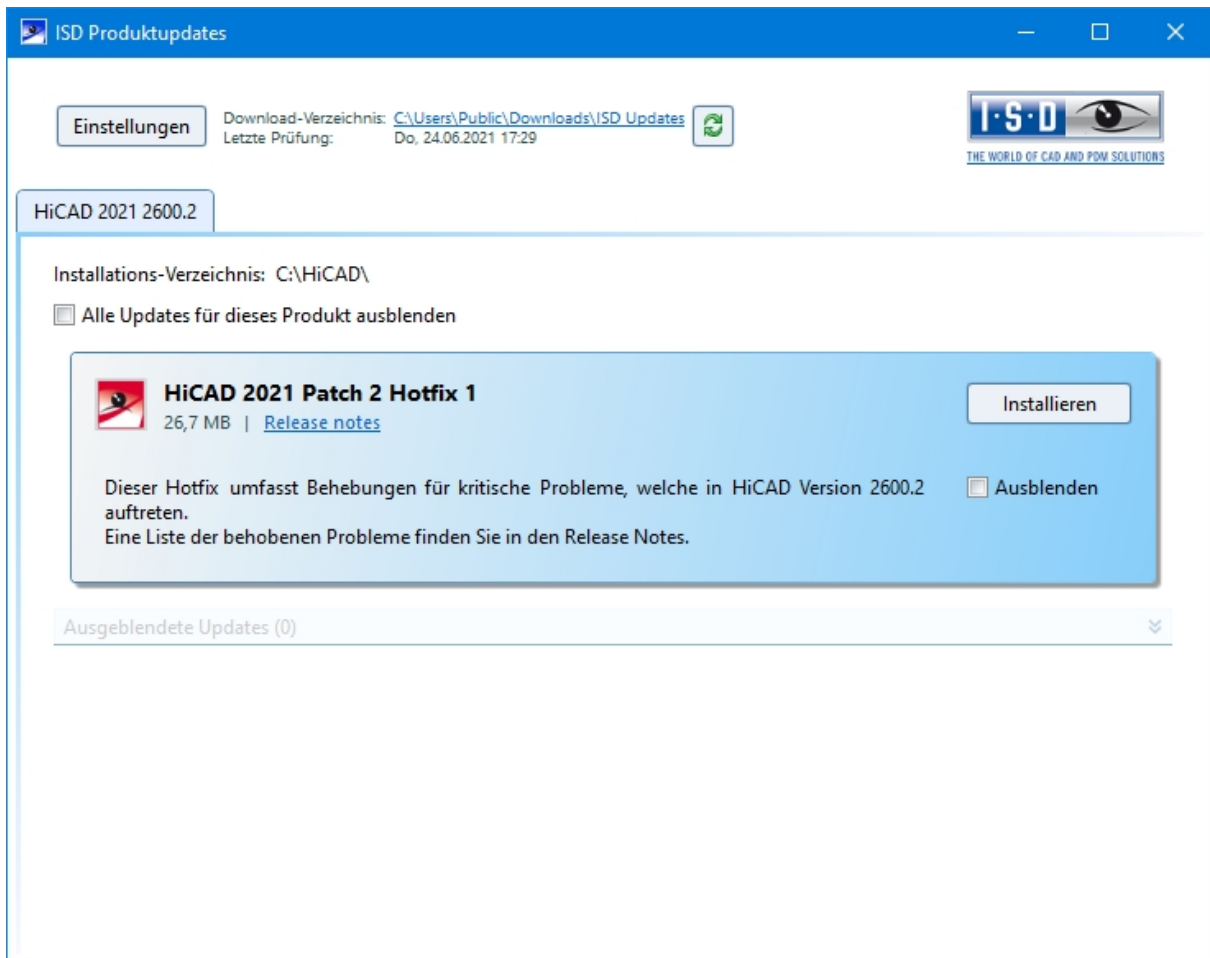 ISD Produktupdates
Einstellungen
Download-Verzeichnis: C:\Users\Public\Downloads\ISD Updates
Letzte Prüfung: Do, 24.06.2021 17:29
I·S·D
THE WORLD OF CAD AND PDM SOLUTIONS
HiCAD 2021 2600.2
Installations-Verzeichnis: C:\HiCAD\
Alle Updates für dieses Produkt ausblenden
HiCAD 2021 Patch 2 Hotfix 1
Installieren
26,7 MB | Release notes
Dieser Hotfix umfasst Behebungen für kritische Probleme, welche in HiCAD Version 2600.2
Ausblenden
auftreten.
Eine Liste der behobenen Probleme finden Sie in den Release Notes.
Ausgeblendete Updates (0)